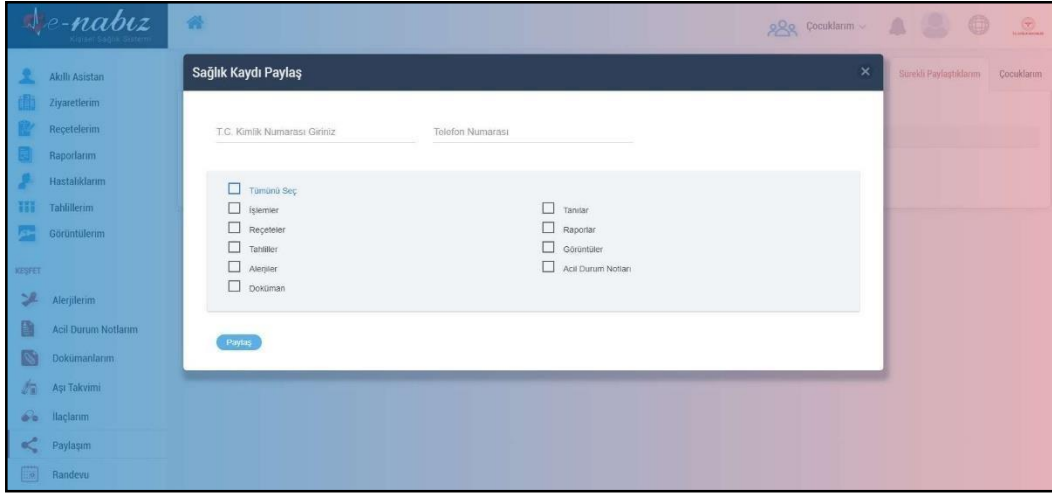 e-nabız
Kişisel Sağlık Sistemi
Çocuklarım
Akıllı Asistan
Ziyaretlerim
Reçetelerim
Raporlarım
Hastalıklarım
Tahlillerim
Görüntülerim
KEŞFET
Alerjilerim
Acil Durum Notlarım
Dokümanlarım
Aşı Takvimi
İlaçlarım
Paylaşım
Randevu
Sürekli Paylaştıklarım
Çocuklarım
Sağlık Kaydı Paylaş
T.C. Kimlik Numarası Giriniz
Telefon Numarası
Tümünü Seç
İşlemler
Tanılar
Reçeteler
Raporlar
Tahliller
Görüntüler
Alerjiler
Acil Durum Notları
Doküman
Paylaş